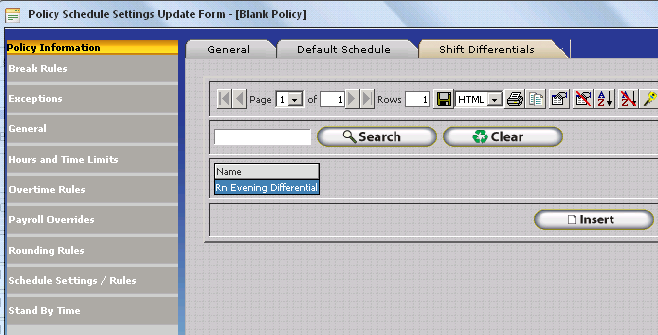 Policy Schedule Settings Update Form - [Blank Policy]
Policy Information
Break Rules
Exceptions
General
Hours and Time Limits
Overtime Rules
Payroll Overrides
Rounding Rules
Schedule Settings / Rules
Stand By Time
General Default Schedule Shift Differentials
Page 1 of 1 Rows 1 HTML
Search Clear
Name
Rn Evening Differential
Insert